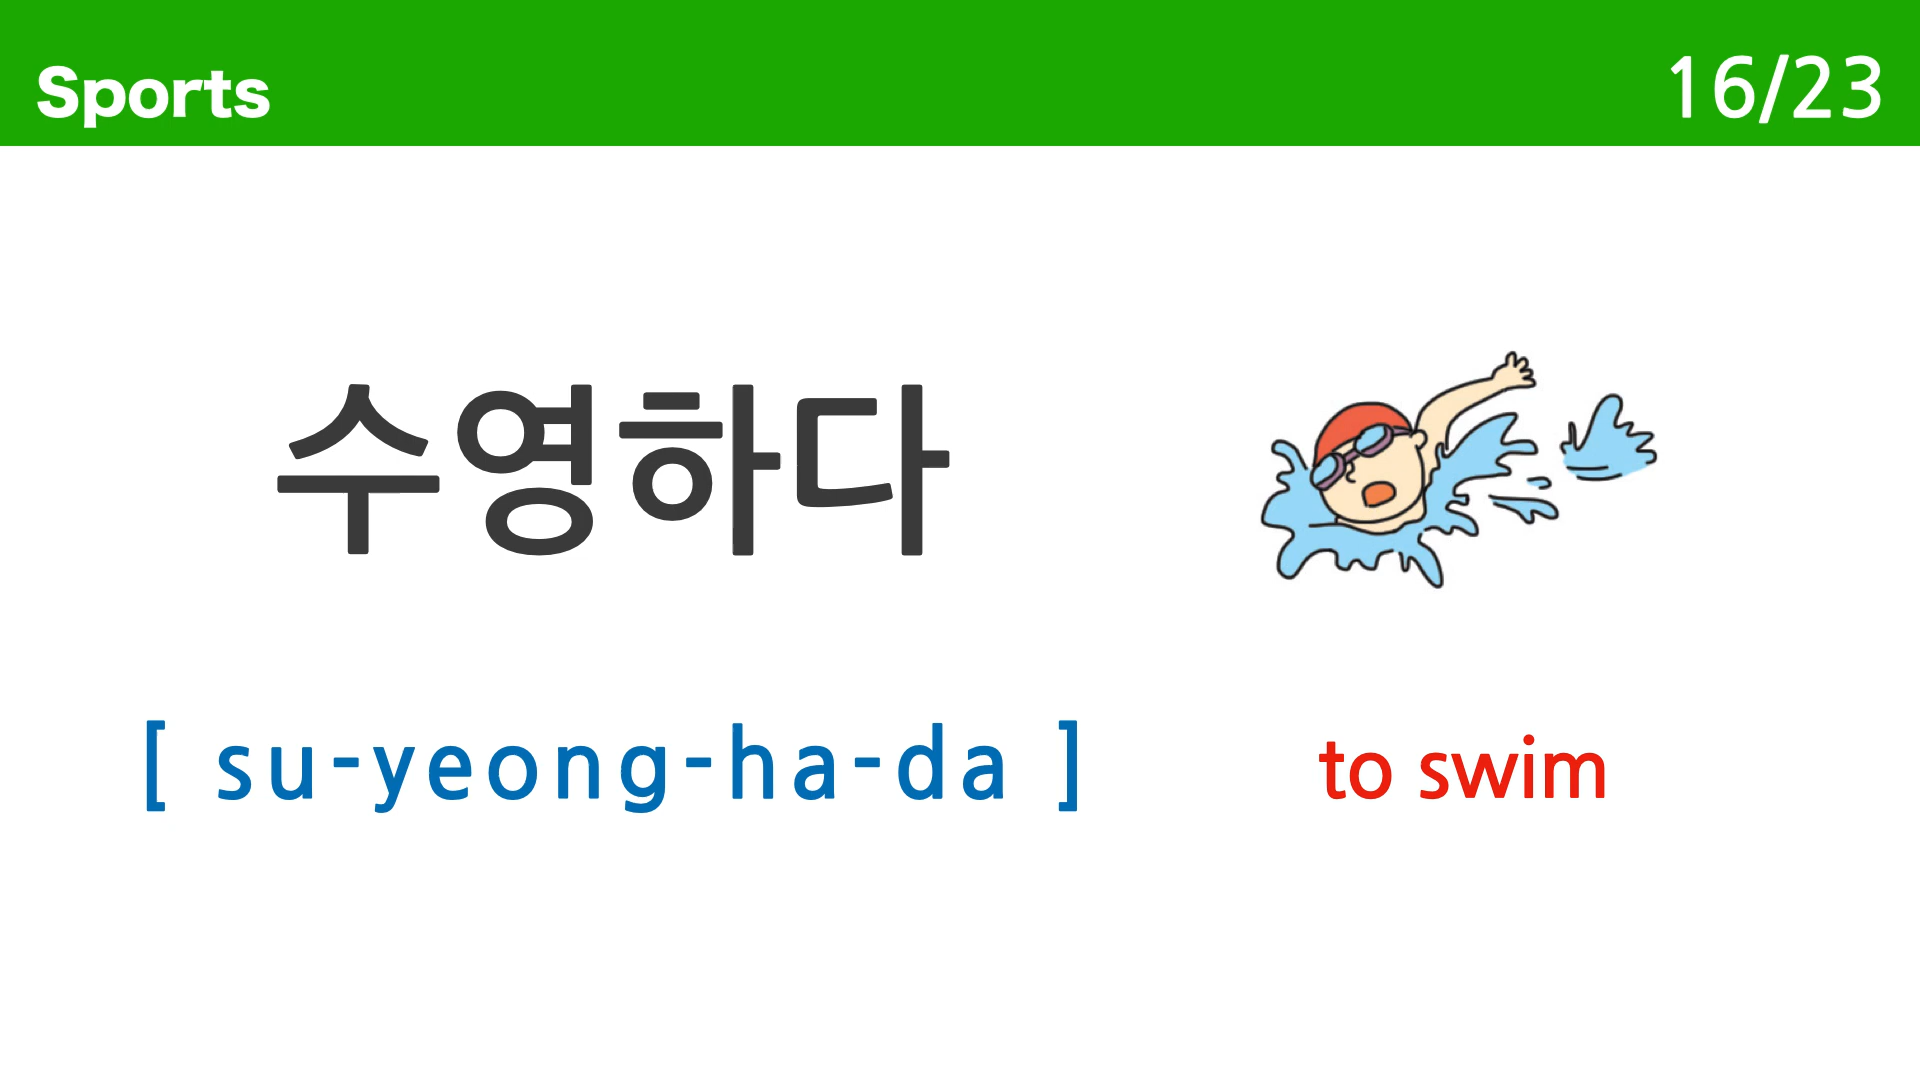 Sports
16/23
수영하다
[ su-yeong-ha-da ]
to swim